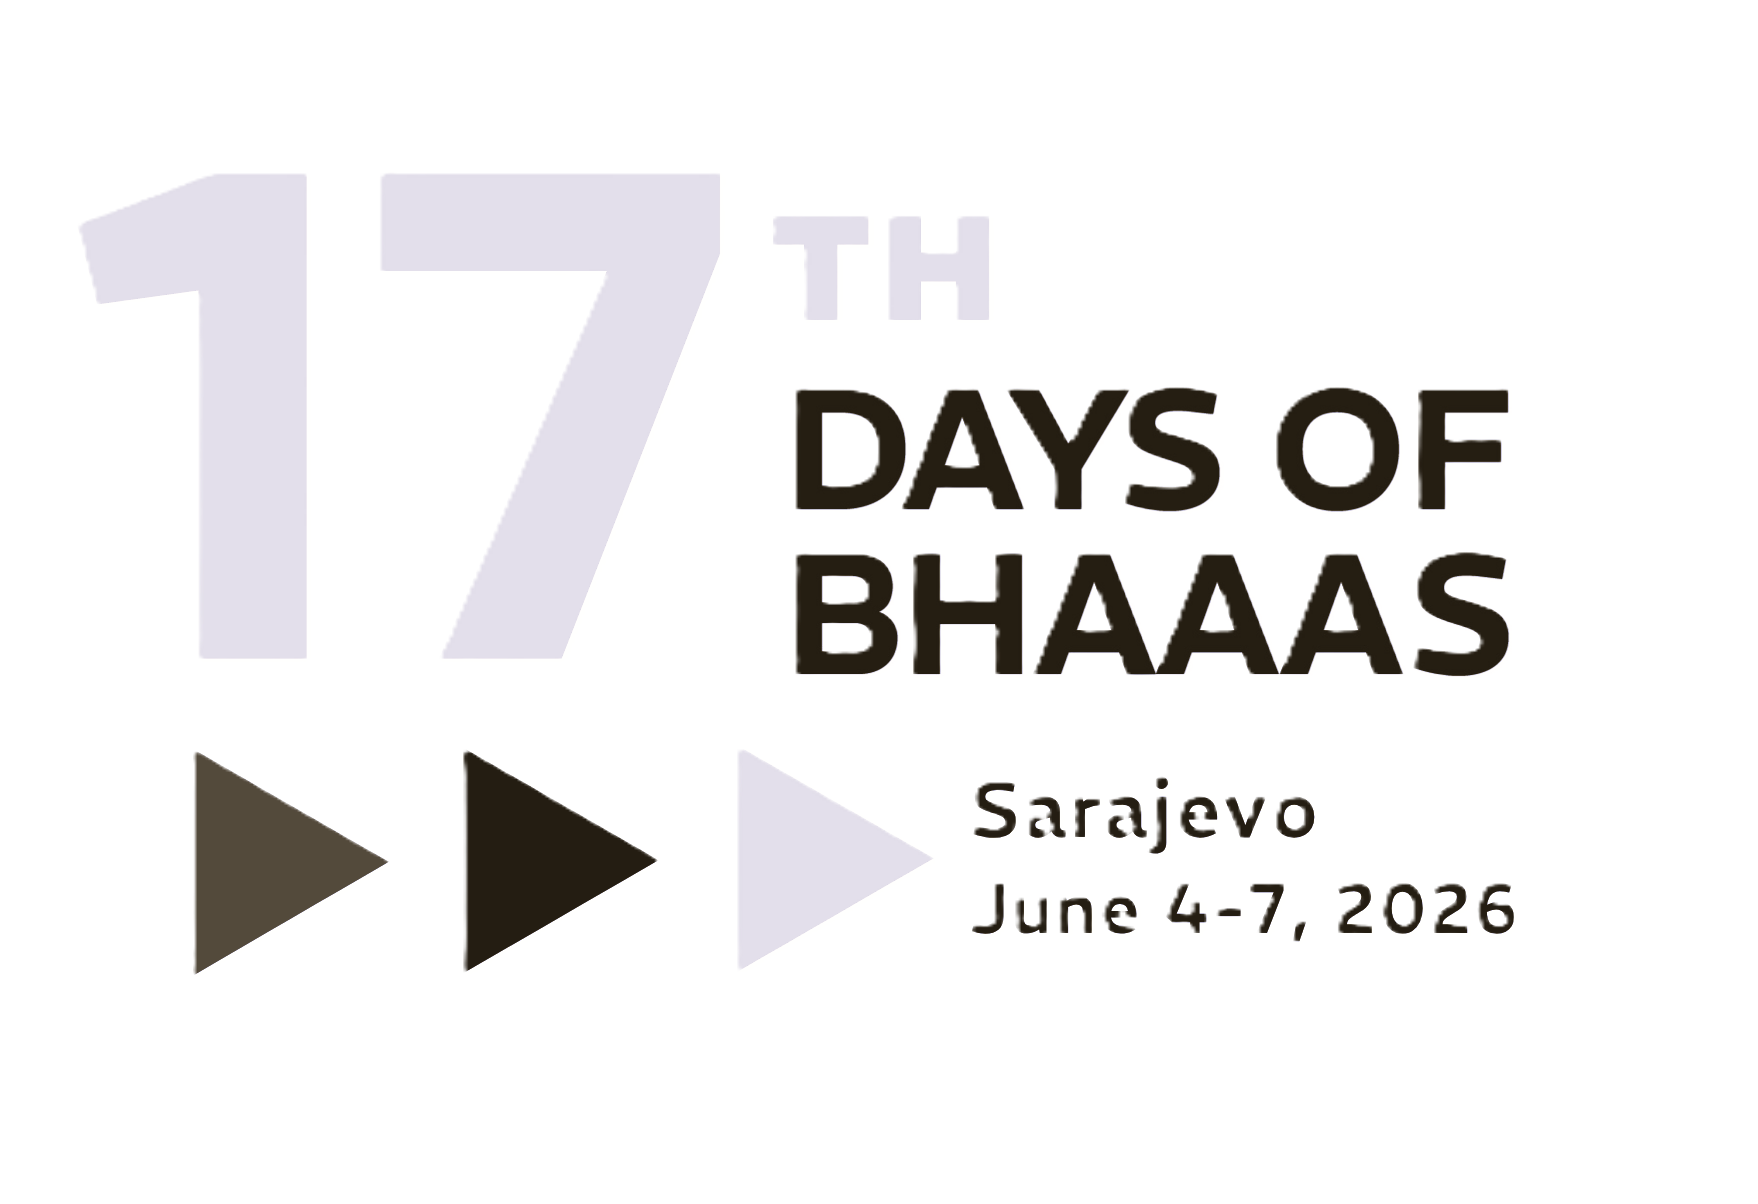 17TH
DAYS OF
BHAAAS
Sarajevo
June 4-7, 2026